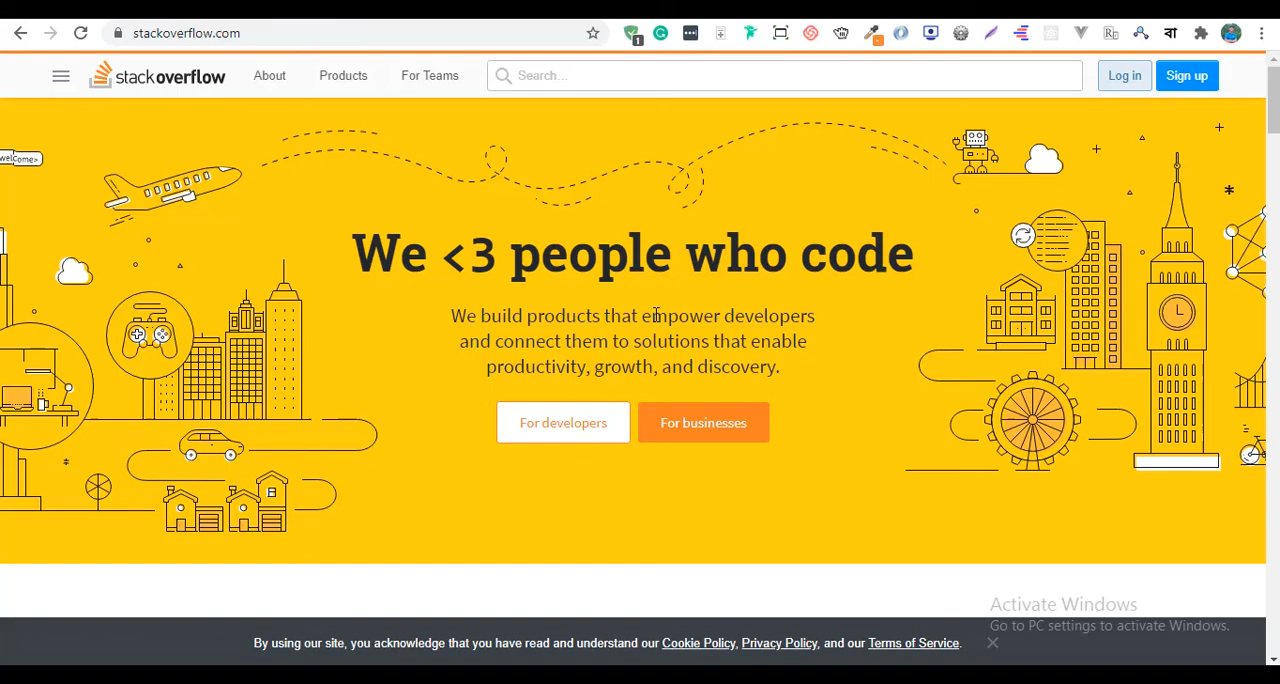 stackoverflow.com
1
বা
stackoverflow About Products For Teams Search... Log in Sign up
welcome>
We <3 people who code
We build products that empower developers
and connect them to solutions that enable
productivity, growth, and discovery.
For developers For businesses
Activate Windows
Go to PC settings to activate Windows.
By using our site, you acknowledge that you have read and understand our Cookie Policy, Privacy Policy, and our Terms of Service.